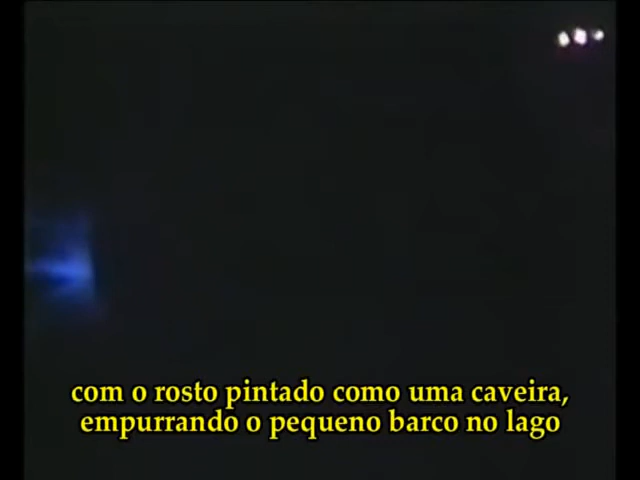 com o rosto pintado como uma caveira,
empurrando o pequeno barco no lago